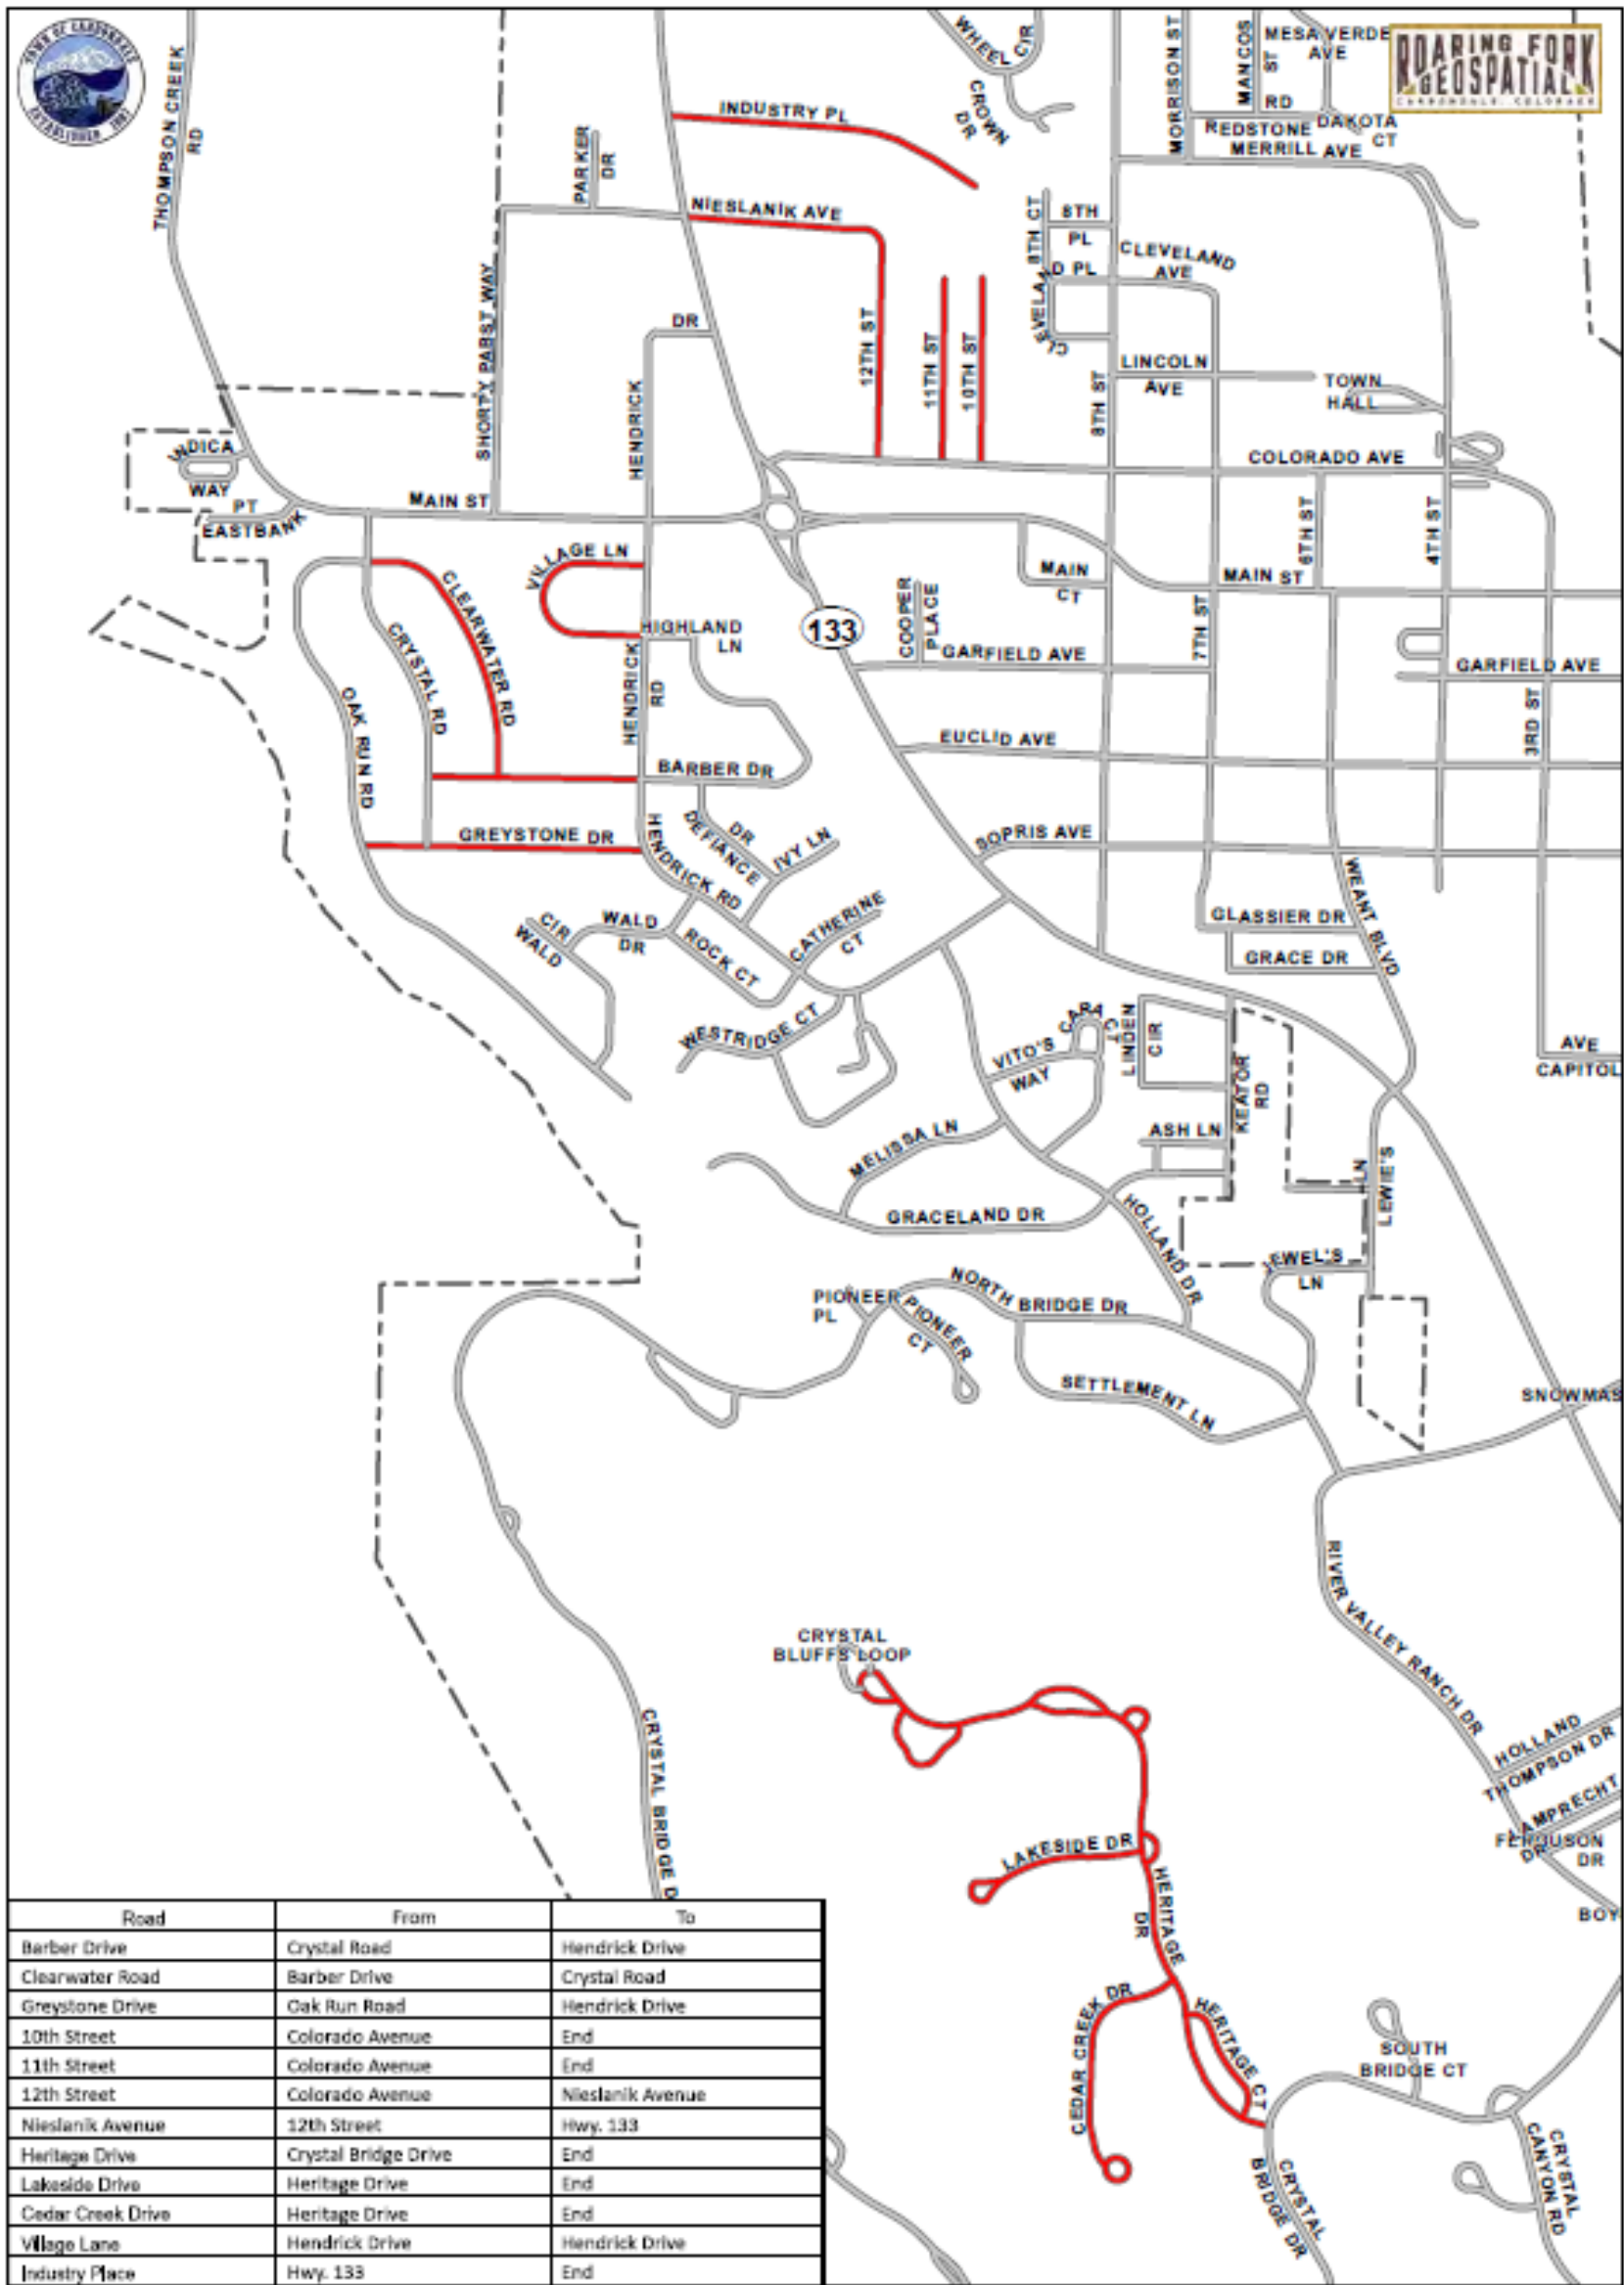 TOWN OF CARBONDALE
ESTABLISHED
ROARING FORK
GEOSPATIAL
CARBONDALE, COLORADO
THOMPSON CREEK
RD
WHEEL CIR
CROWN
DR
MORRISON ST
MANCOS
ST
MESA VERDE
AVE
RD
REDSTONE
DAKOTA
CT
MERRILL AVE
INDUSTRY PL
PARKER
DR
NIESLANIK AVE
8TH CT
8TH
PL
CLEVELAND
AVE
D PL
CLEVELAN
SHORTY PABST WAY
DR
HENDRICK
12TH ST
11TH ST
10TH ST
8TH ST
LINCOLN
AVE
TOWN
HALL
INDICA
WAY
PT
EASTBANK
MAIN ST
COLORADO AVE
6TH ST
4TH ST
VILLAGE LN
CLEARWATER RD
CRYSTAL RD
OAK RUN RD
HIGHLAND
LN
HENDRICK
RD
133
COOPER
PLACE
MAIN
CT
MAIN ST
7TH ST
GARFIELD AVE
GARFIELD AVE
3RD ST
EUCLID AVE
BARBER DR
GREYSTONE DR
HENDRICK RD
DR
DEFIANCE
IVY LN
SOPRIS AVE
WEANT BLVD
CIR
WALD
WALD
DR
ROCK CT
CATHERINE
CT
GLASSIER DR
GRACE DR
WESTRIDGE CT
VITO'S
WAY
CARA
CT
LINDEN
CIR
KEATOR
RD
AVE
CAPITOL
MELISSA LN
ASH LN
LN
LEWIE'S
GRACELAND DR
HOLLAND DR
JEWEL'S
LN
PIONEER
PL
PIONEER
CT
NORTH BRIDGE DR
SETTLEMENT LN
SNOWMAS
RIVER VALLEY RANCH DR
CRYSTAL
BLUFFS LOOP
CRYSTAL BRIDGE D
HOLLAND
THOMPSON DR
LAMPRECHT
DR
FERGUSON
DR
BOY
LAKESIDE DR
HERITAGE
DR
CEDAR CREEK DR
HERITAGE CT
SOUTH
BRIDGE CT
CRYSTAL
BRIDGE DR
CRYSTAL
CANYON RD
Road From To
Barber Drive Crystal Road Hendrick Drive
Clearwater Road Barber Drive Crystal Road
Greystone Drive Oak Run Road Hendrick Drive
10th Street Colorado Avenue End
11th Street Colorado Avenue End
12th Street Colorado Avenue Nieslanik Avenue
Nieslanik Avenue 12th Street Hwy. 133
Heritage Drive Crystal Bridge Drive End
Lakeside Drive Heritage Drive End
Cedar Creek Drive Heritage Drive End
Village Lane Hendrick Drive Hendrick Drive
Industry Place Hwy. 133 End